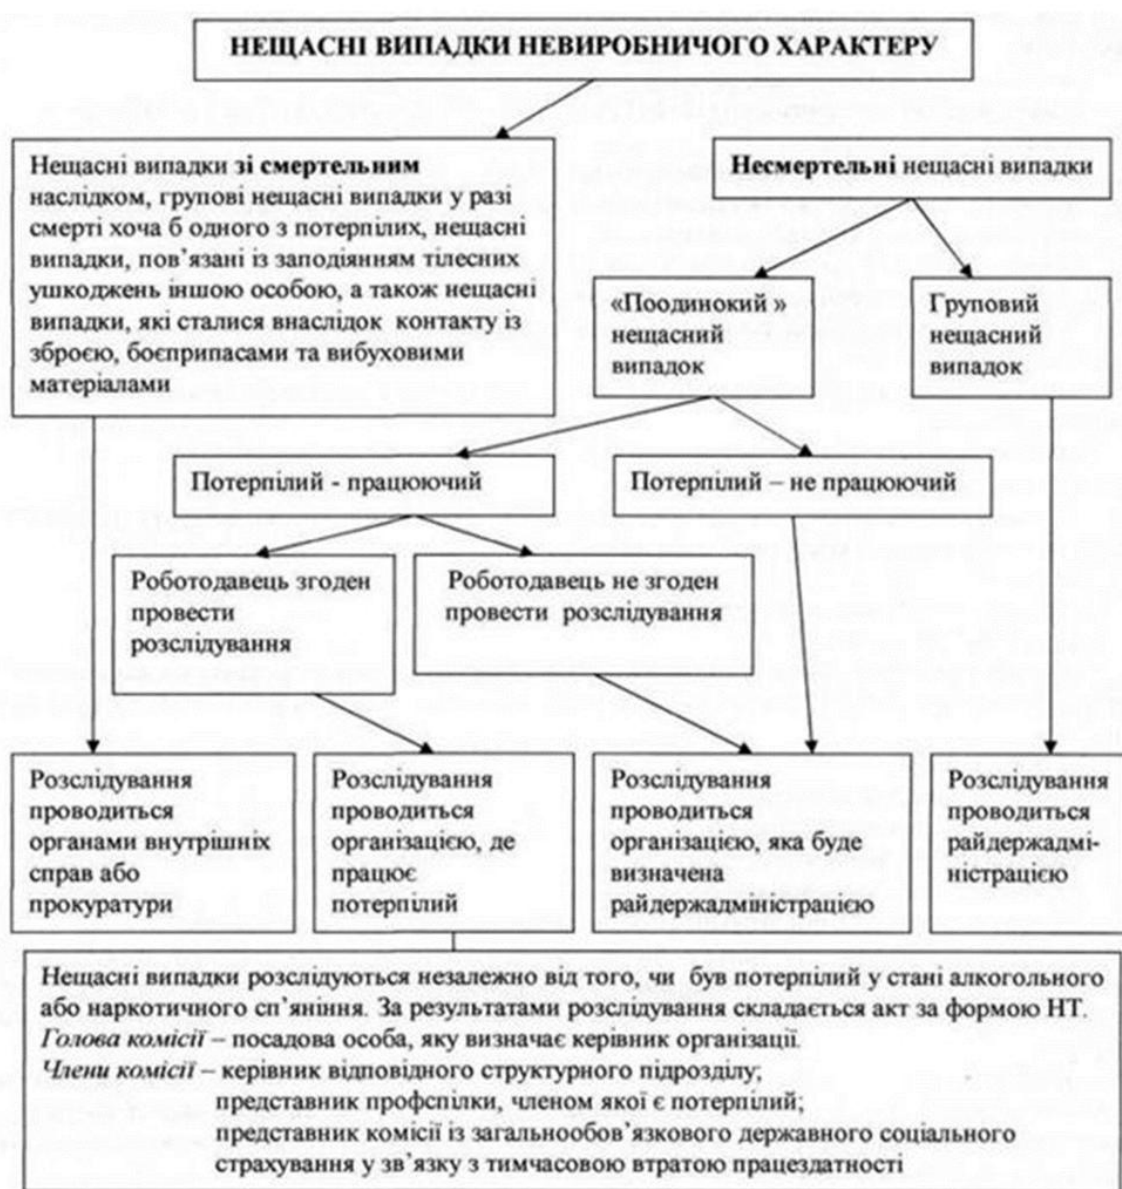 НЕЩАСНІ ВИПАДКИ НЕВИРОБНИЧОГО ХАРАКТЕРУ
Нещасні випадки зі смертельним
наслідком, групові нещасні випадки у разі
смерті хоча б одного з потерпілих, нещасні
випадки, пов’язані із заподіянням тілесних
ушкоджень іншою особою, а також нещасні
випадки, які сталися внаслідок контакту із
зброєю, боєприпасами та вибуховими
матеріалами
Несмертельні нещасні випадки
«Поодинокий »
нещасний
випадок
Груповий
нещасний
випадок
Потерпілий - працюючий
Потерпілий – не працюючий
Роботодавець згоден
провести
розслідування
Роботодавець не згоден
провести розслідування
Розслідування
проводиться
органами внутрішніх
справ або
прокуратури
Розслідування
проводиться
організацією, де
працює
потерпілий
Розслідування
проводиться
організацією, яка буде
визначена
райдержадміністрацією
Розслідування
проводиться
райдержадмі-
ністрацією
Нещасні випадки розслідуються незалежно від того, чи був потерпілий у стані алкогольного
або наркотичного сп’яніння. За результатами розслідування складається акт за формою НТ.
Голова комісії – посадова особа, яку визначає керівник організації.
Члени комісії – керівник відповідного структурного підрозділу;
представник профспілки, членом якої є потерпілий;
представник комісії із загальнообов’язкового державного соціального
страхування у зв’язку з тимчасовою втратою працездатності